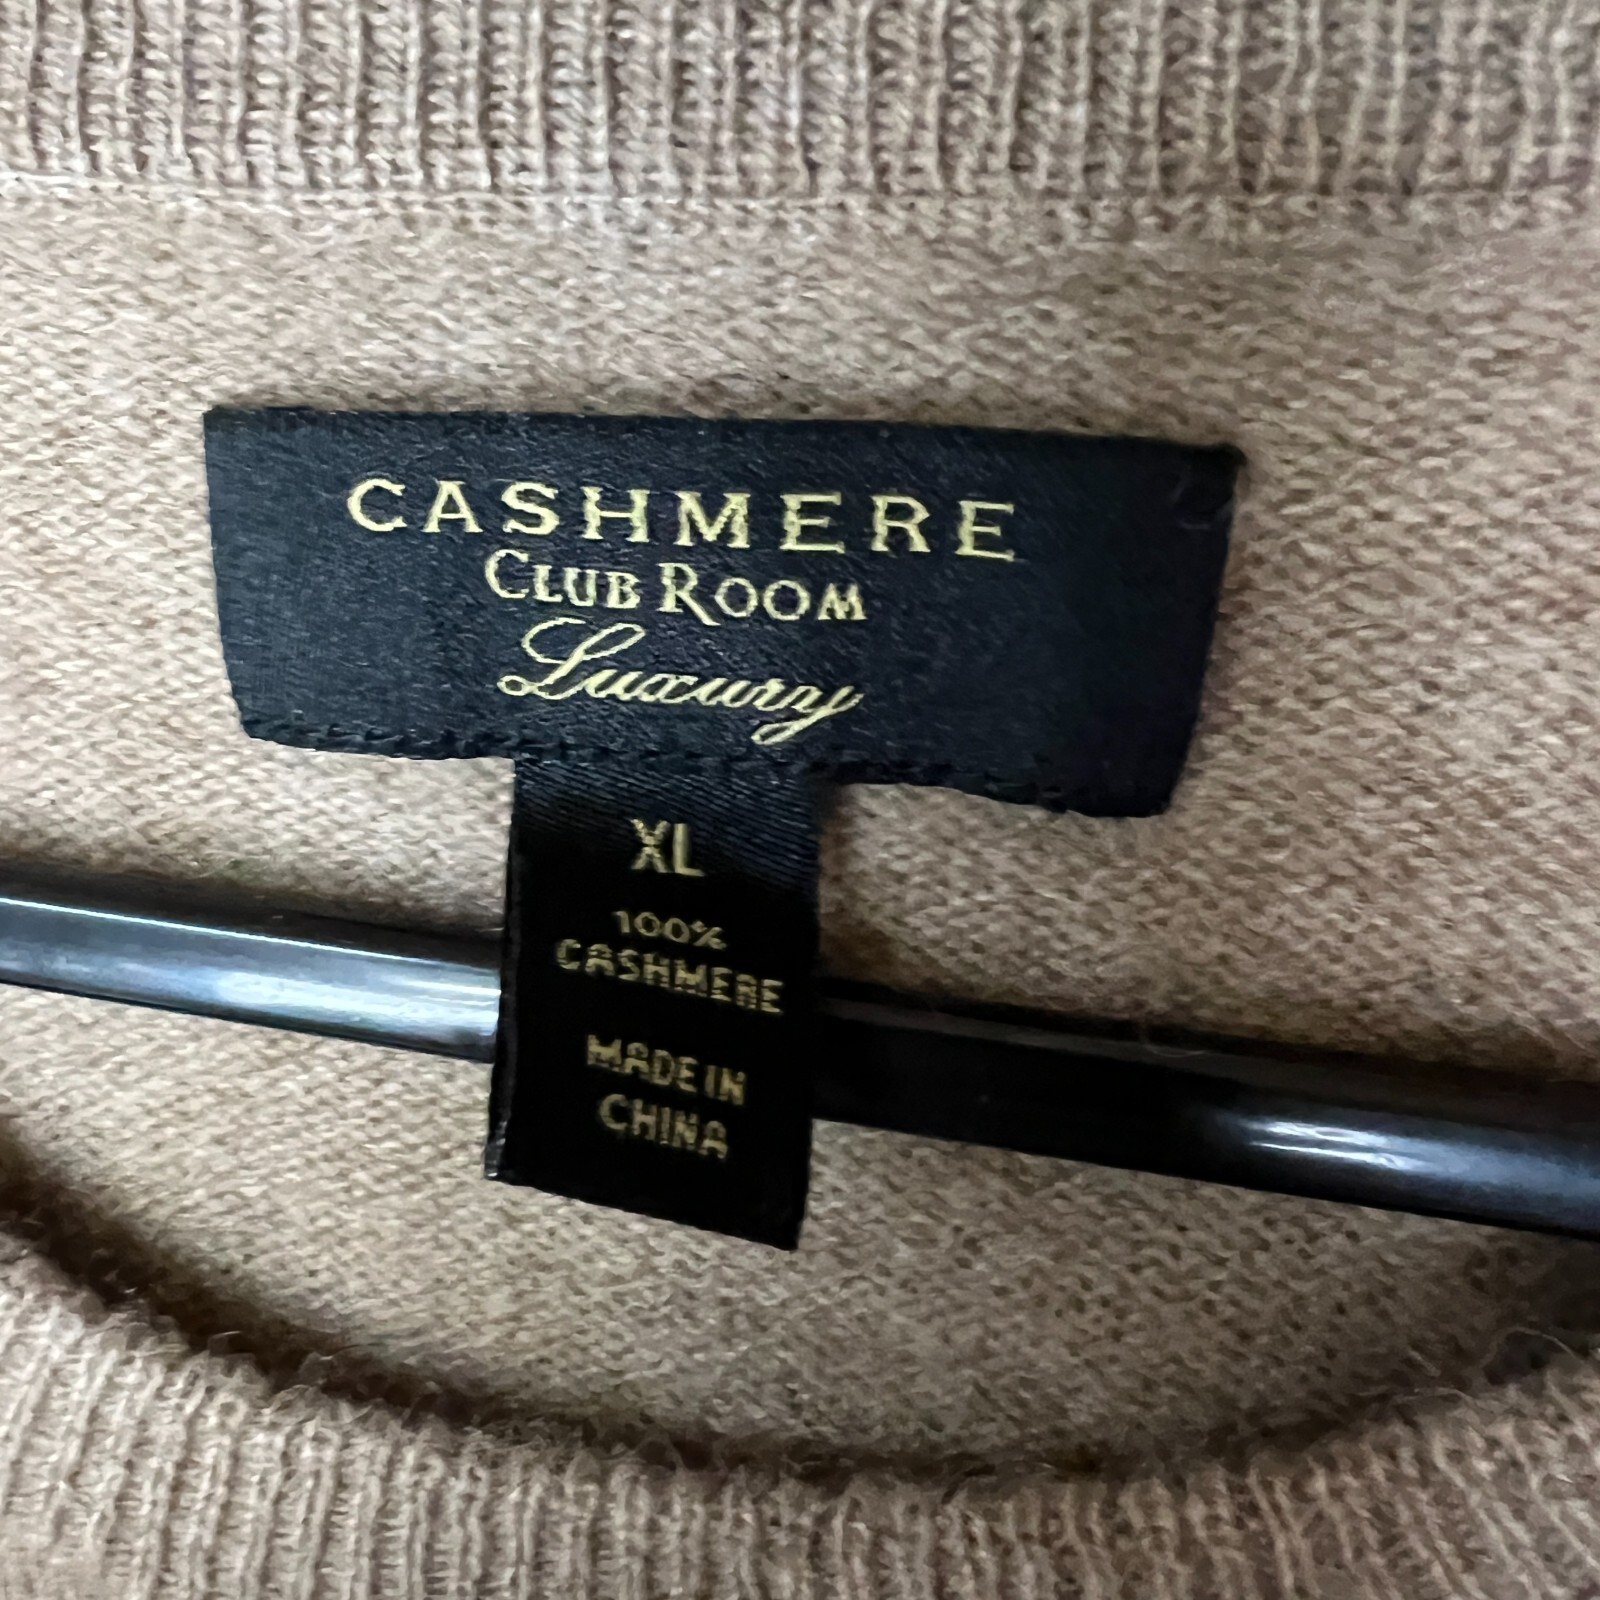 CASHMERE
CLUB ROOM
Luxury
XL
100%
CASHMERE
MADE IN
CHINA